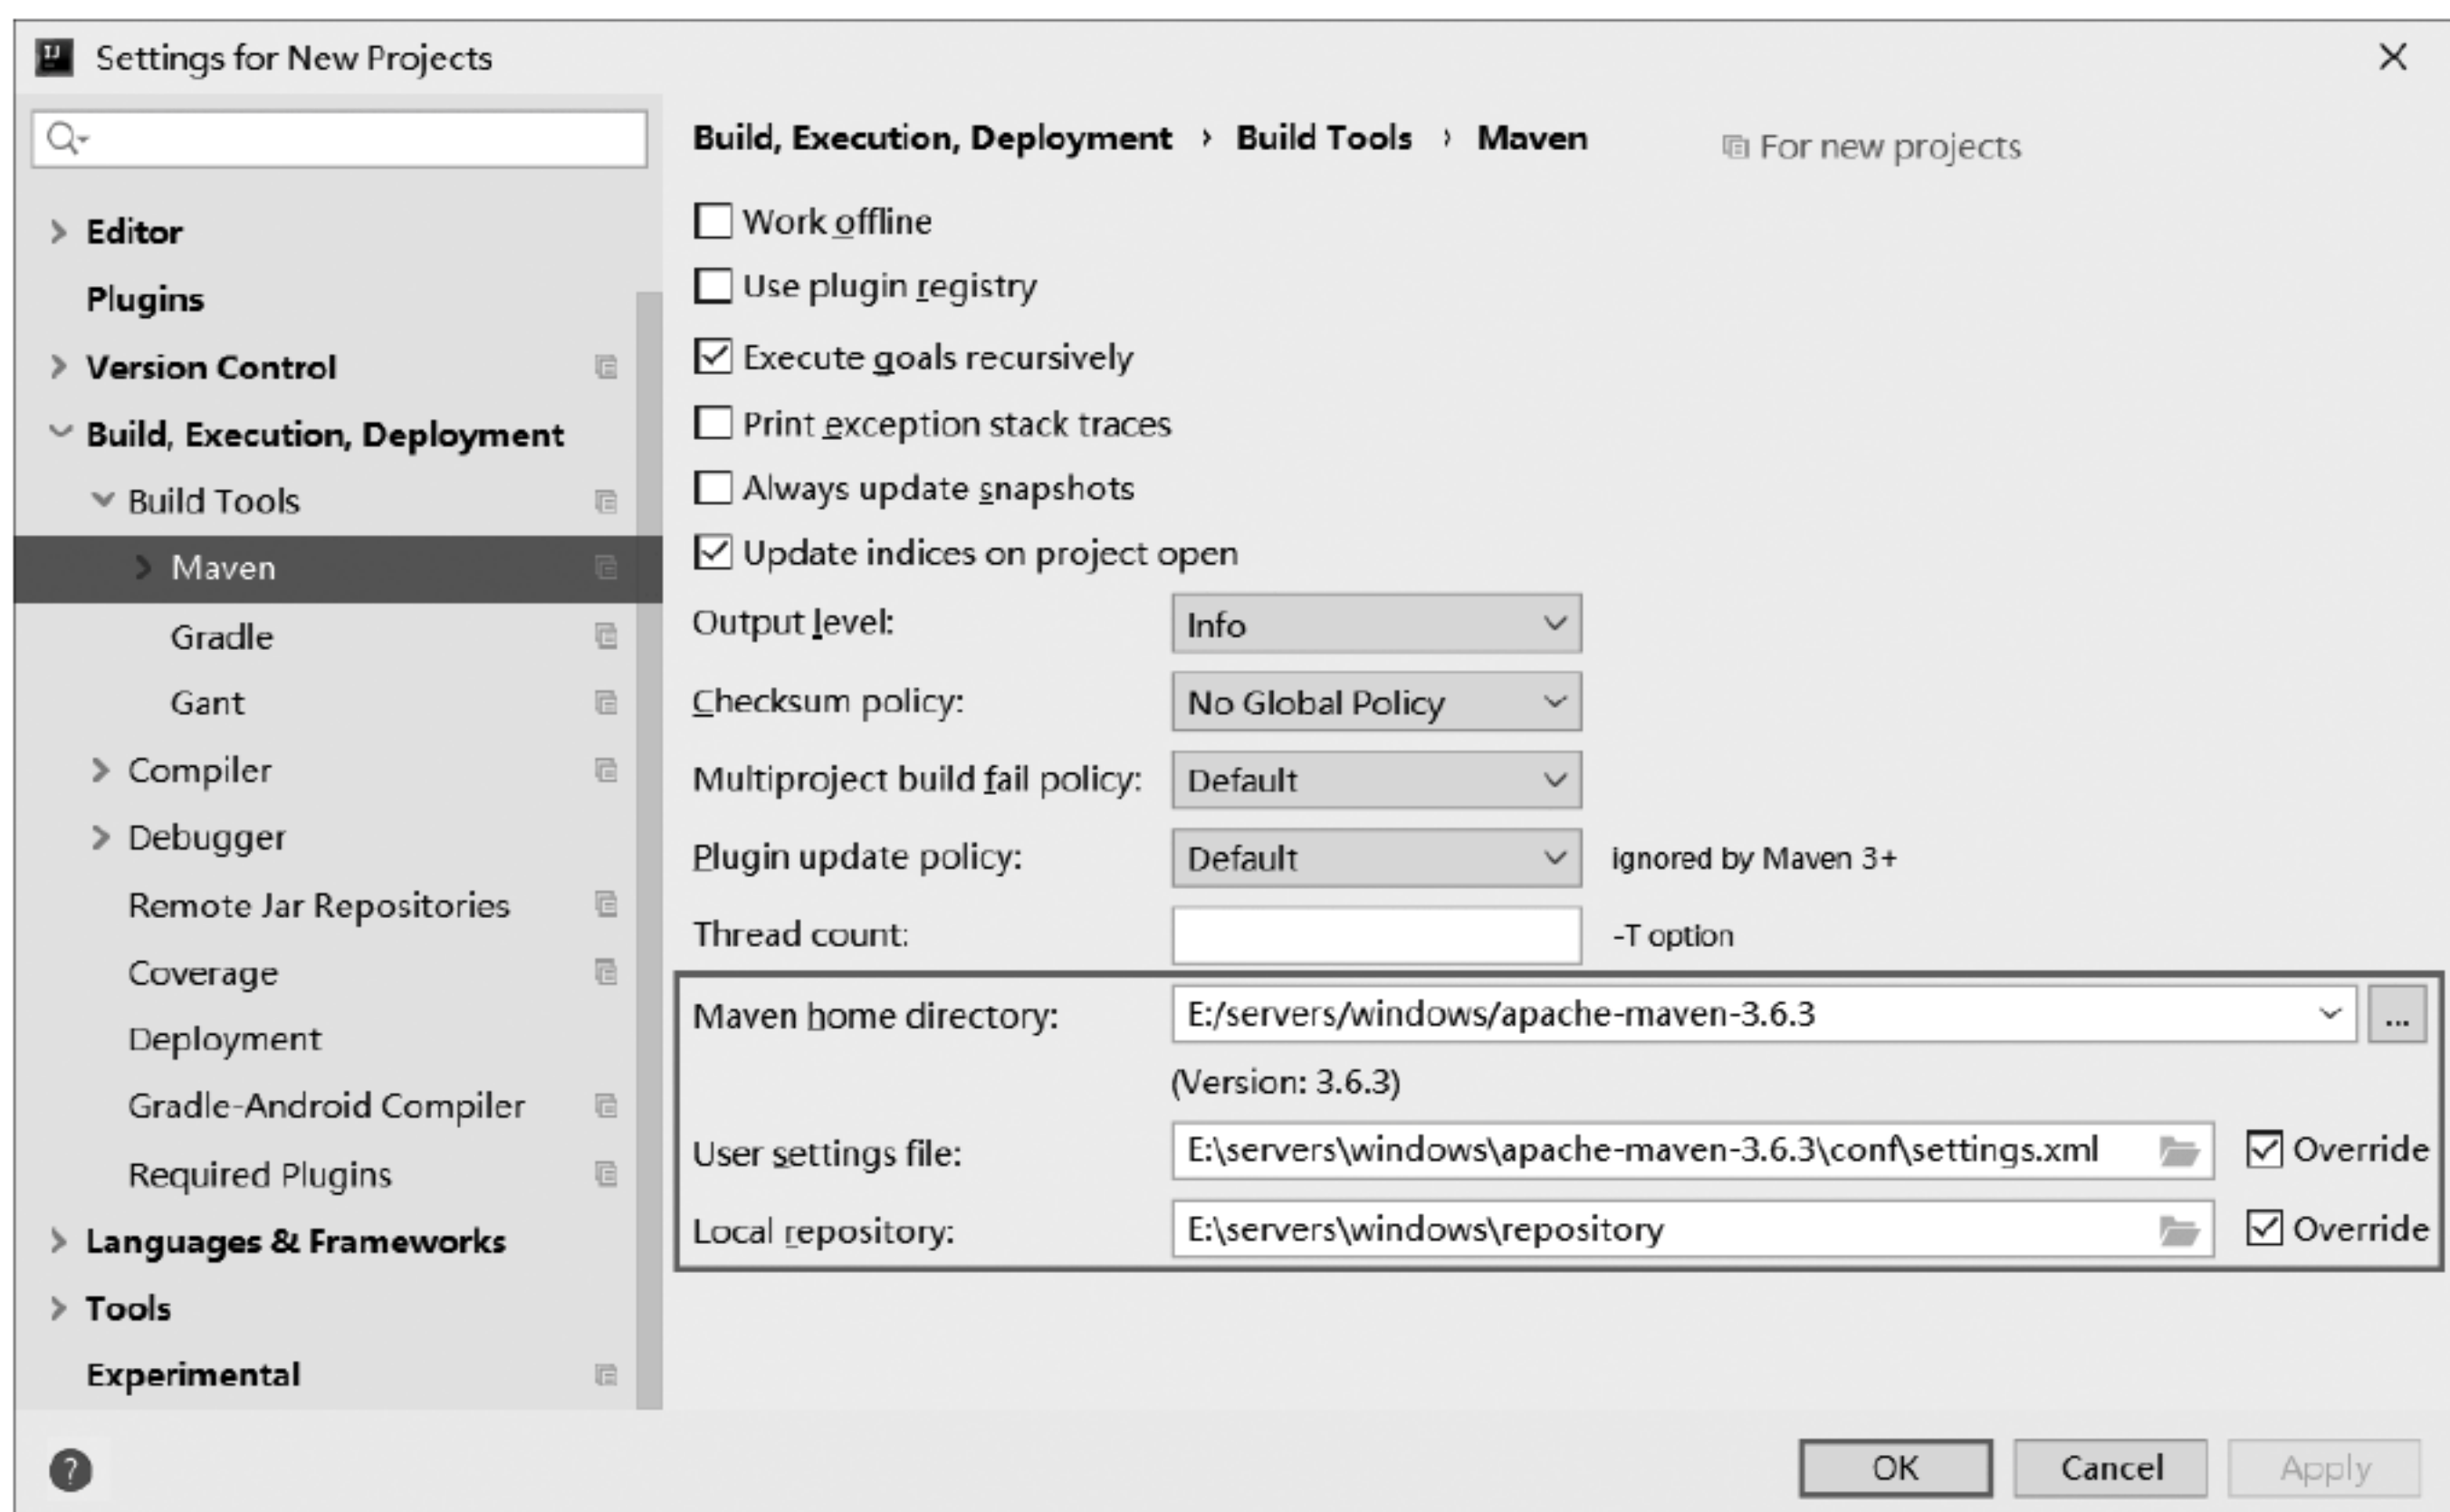 Settings for New Projects
Editor
Plugins
Version Control
Build, Execution, Deployment
Build Tools
Maven
Gradle
Gant
Compiler
Debugger
Remote Jar Repositories
Coverage
Deployment
Gradle-Android Compiler
Required Plugins
Languages & Frameworks
Tools
Experimental
Build, Execution, Deployment › Build Tools › Maven For new projects
Work offline
Use plugin registry
Execute goals recursively
Print exception stack traces
Always update snapshots
Update indices on project open
Output level: Info
Checksum policy: No Global Policy
Multiproject build fail policy: Default
Plugin update policy: Default ignored by Maven 3+
Thread count: -T option
Maven home directory: E:/servers/windows/apache-maven-3.6.3 ...
(Version: 3.6.3)
User settings file: E:\servers\windows\apache-maven-3.6.3\conf\settings.xml Override
Local repository: E:\servers\windows\repository Override
? OK Cancel Apply